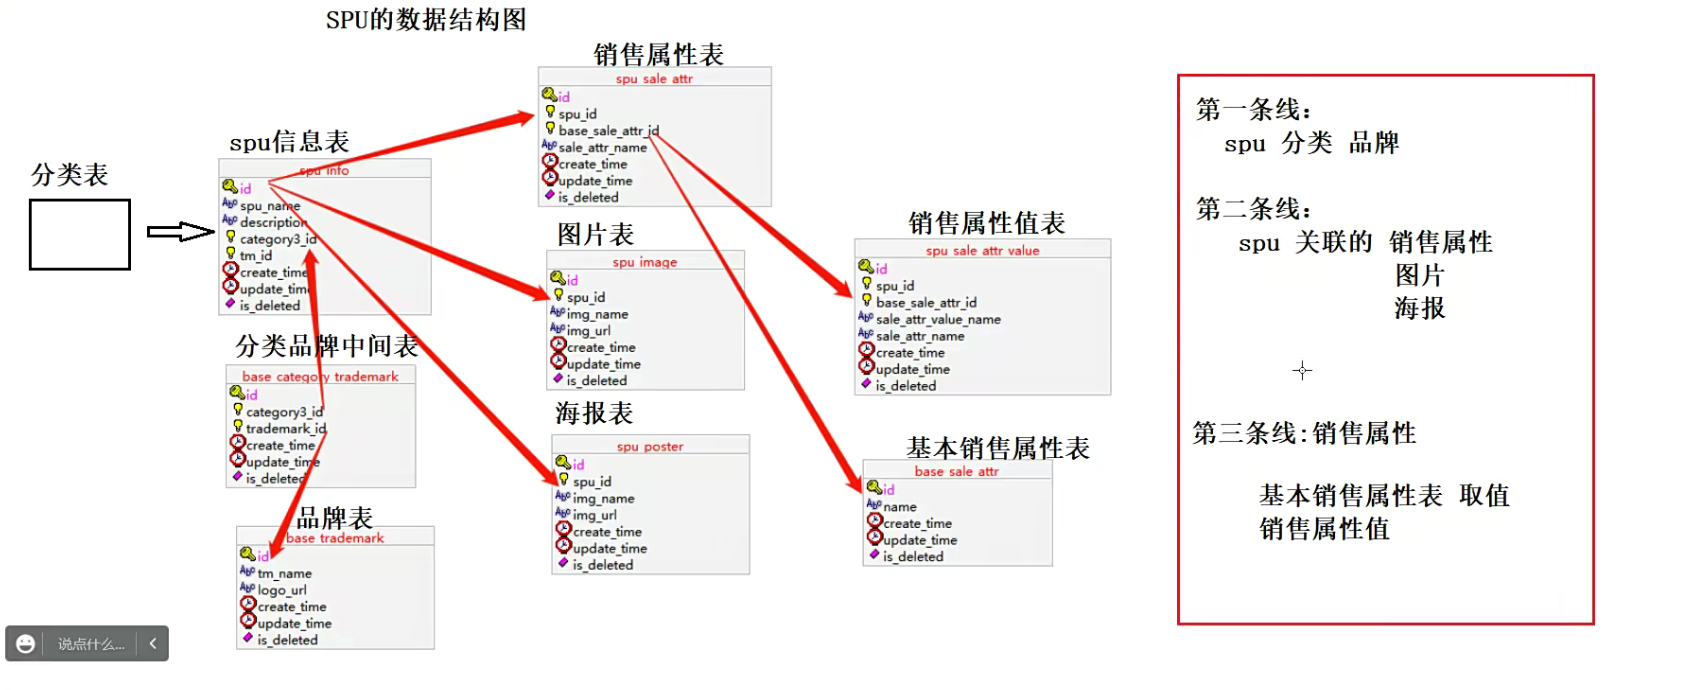 SPU的数据结构图
分类表
spu信息表
spu info
id
spu_name
description
category3_id
tm_id
create_time
update_time
is_deleted
分类品牌中间表
base category trademark
id
category3_id
trademark_id
create_time
update_time
is_deleted
品牌表
base trademark
id
tm_name
logo_url
create_time
update_time
is_deleted
销售属性表
spu sale attr
id
spu_id
base_sale_attr_id
sale_attr_name
create_time
update_time
is_deleted
图片表
spu image
id
spu_id
img_name
img_url
create_time
update_time
is_deleted
海报表
spu poster
id
spu_id
img_name
img_url
create_time
update_time
is_deleted
销售属性值表
spu sale attr value
id
spu_id
base_sale_attr_id
sale_attr_value_name
sale_attr_name
create_time
update_time
is_deleted
基本销售属性表
base sale attr
id
name
create_time
update_time
is_deleted
第一条线:
spu 分类 品牌
第二条线:
spu 关联的 销售属性
图片
海报
第三条线:销售属性
基本销售属性表 取值
销售属性值
说点什么...